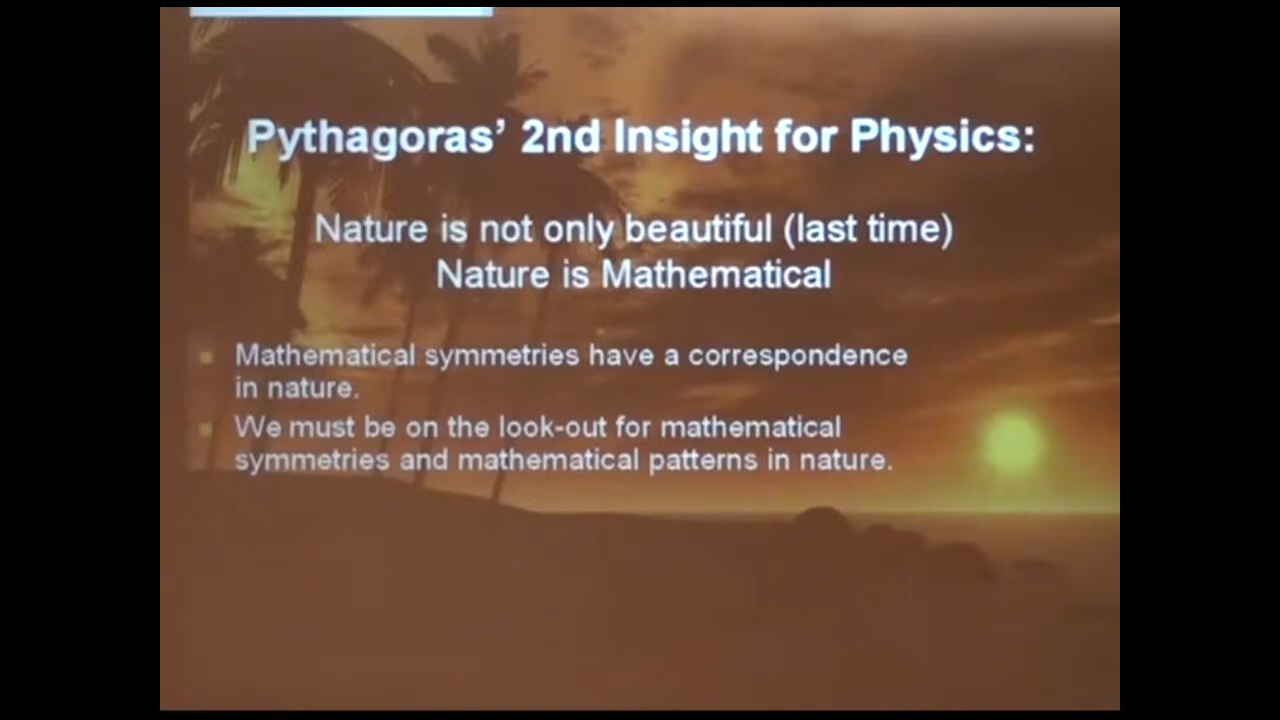 Pythagoras’ 2nd Insight for Physics:
Nature is not only beautiful (last time)
Nature is Mathematical
Mathematical symmetries have a correspondence
in nature.
We must be on the look-out for mathematical
symmetries and mathematical patterns in nature.